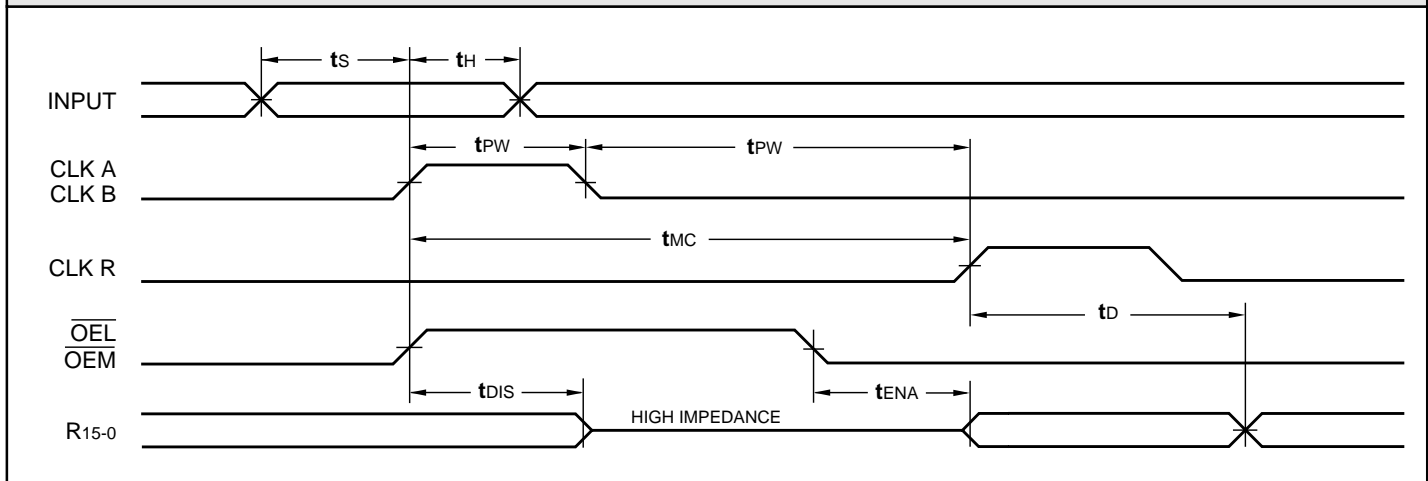 tS tH
INPUT
tPW tPW
CLK A
CLK B
tMC
CLK R
tD
OEL
OEM
tDIS tENA
HIGH IMPEDANCE
R15-0